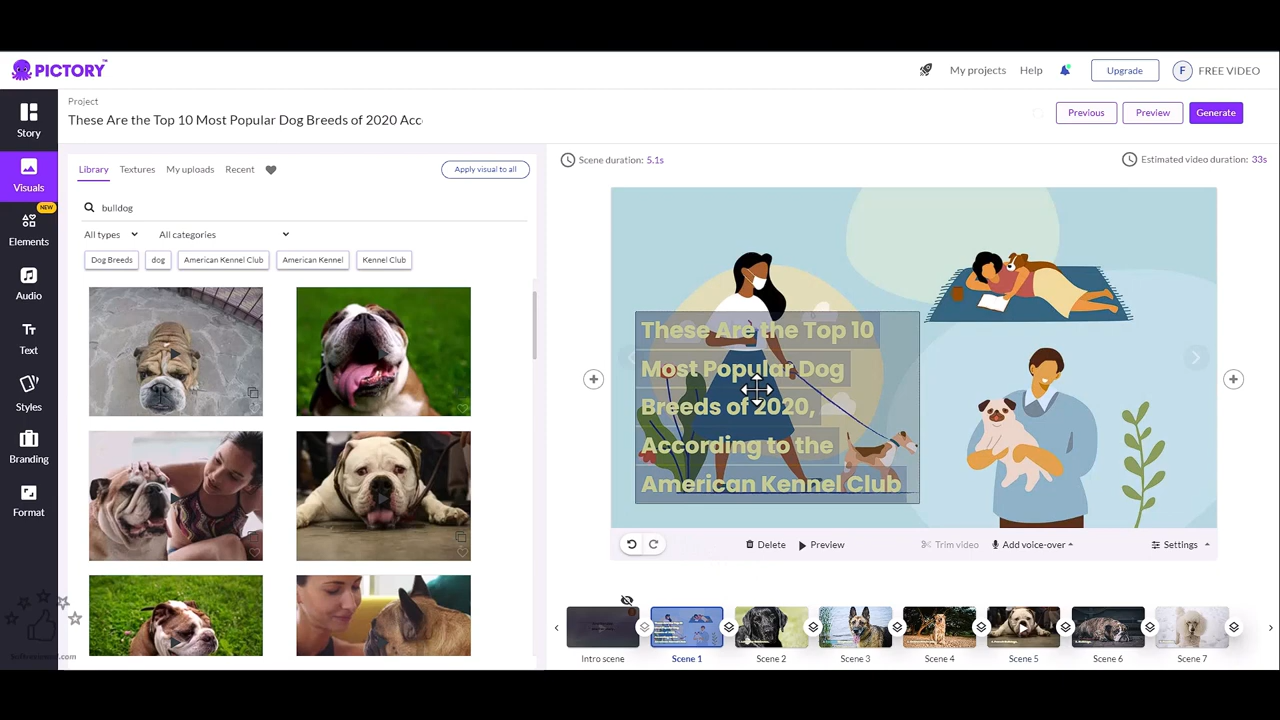 PICTORY
My projects
Help
Upgrade
F
FREE VIDEO
Project
These Are the Top 10 Most Popular Dog Breeds of 2020 Acc
Previous
Preview
Generate
Story
Visuals
NEW
Elements
Audio
Text
Styles
Branding
Format
Library
Textures
My uploads
Recent
Apply visual to all
bulldog
All types
All categories
Dog Breeds
dog
American Kennel Club
American Kennel
Kennel Club
Scene duration: 5.1s
Estimated video duration: 33s
These Are the Top 10
Most Popular Dog
Breeds of 2020,
According to the
American Kennel Club
Delete
Preview
Trim video
Add voice-over
Settings
Intro scene
Scene 1
Scene 2
Scene 3
Scene 4
Scene 5
Scene 6
Scene 7